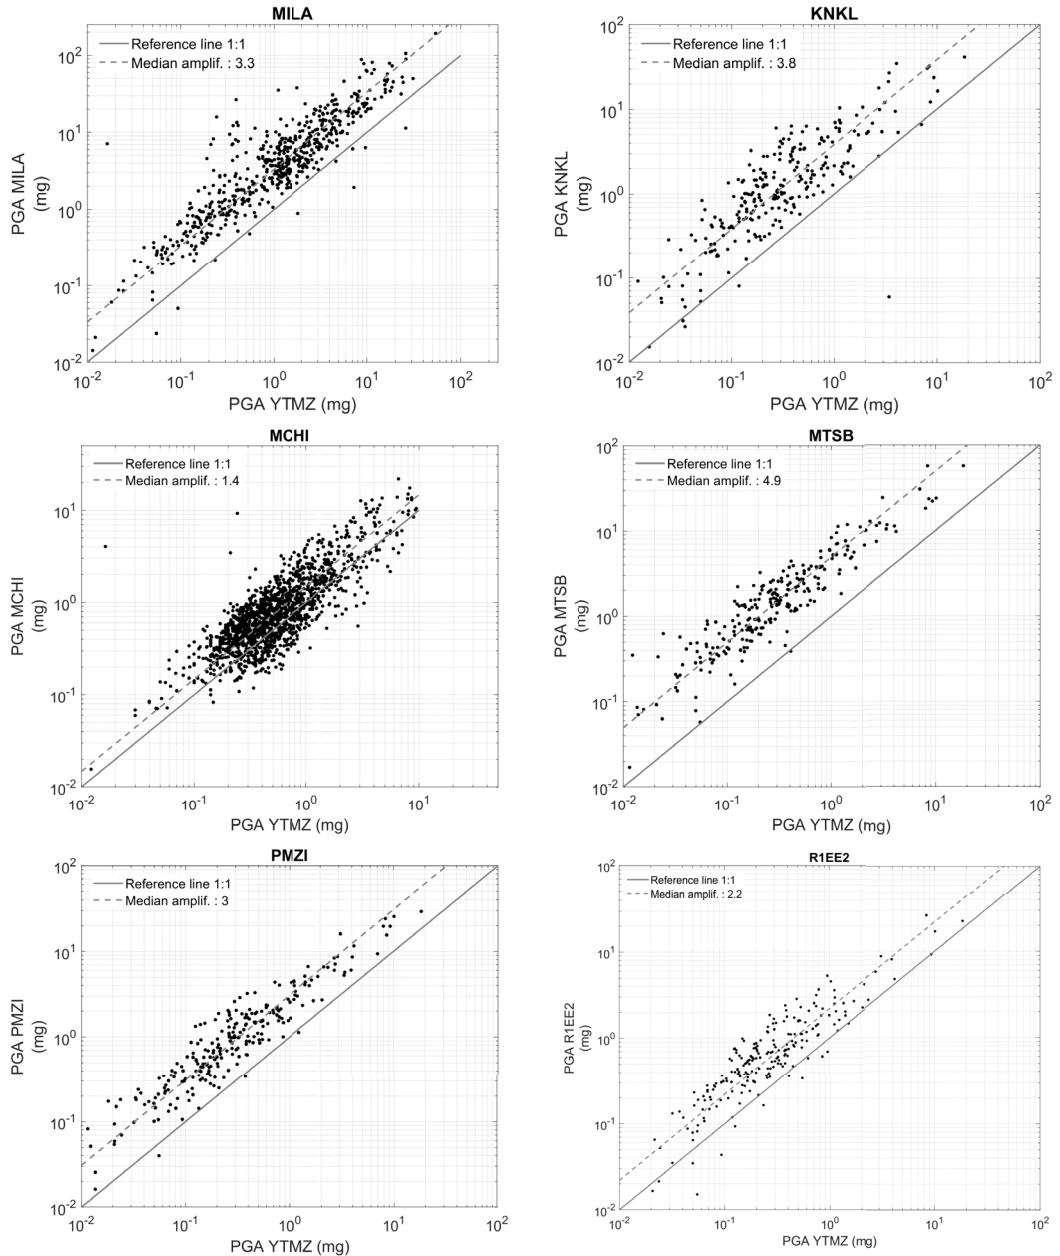 MILA
Reference line 1:1
Median amplif. : 3.3
10^2
10^1
10^0
10^-1
10^-2
PGA MILA
(mg)
10^-2 10^-1 10^0 10^1 10^2
PGA YTMZ (mg)
KNKL
Reference line 1:1
Median amplif. : 3.8
10^2
10^1
10^0
10^-1
10^-2
PGA KNKL
(mg)
10^-2 10^-1 10^0 10^1 10^2
PGA YTMZ (mg)
MCHI
Reference line 1:1
Median amplif. : 1.4
10^1
10^0
10^-1
10^-2
PGA MCHI
(mg)
10^-2 10^-1 10^0 10^1
PGA YTMZ (mg)
MTSB
Reference line 1:1
Median amplif. : 4.9
10^2
10^1
10^0
10^-1
10^-2
PGA MTSB
(mg)
10^-2 10^-1 10^0 10^1 10^2
PGA YTMZ (mg)
PMZI
Reference line 1:1
Median amplif. : 3
10^2
10^1
10^0
10^-1
10^-2
PGA PMZI
(mg)
10^-2 10^-1 10^0 10^1 10^2
PGA YTMZ (mg)
R1EE2
Reference line 1:1
Median amplif. : 2.2
10^2
10^1
10^0
10^-1
10^-2
PGA R1EE2
(mg)
10^-2 10^-1 10^0 10^1 10^2
PGA YTMZ (mg)